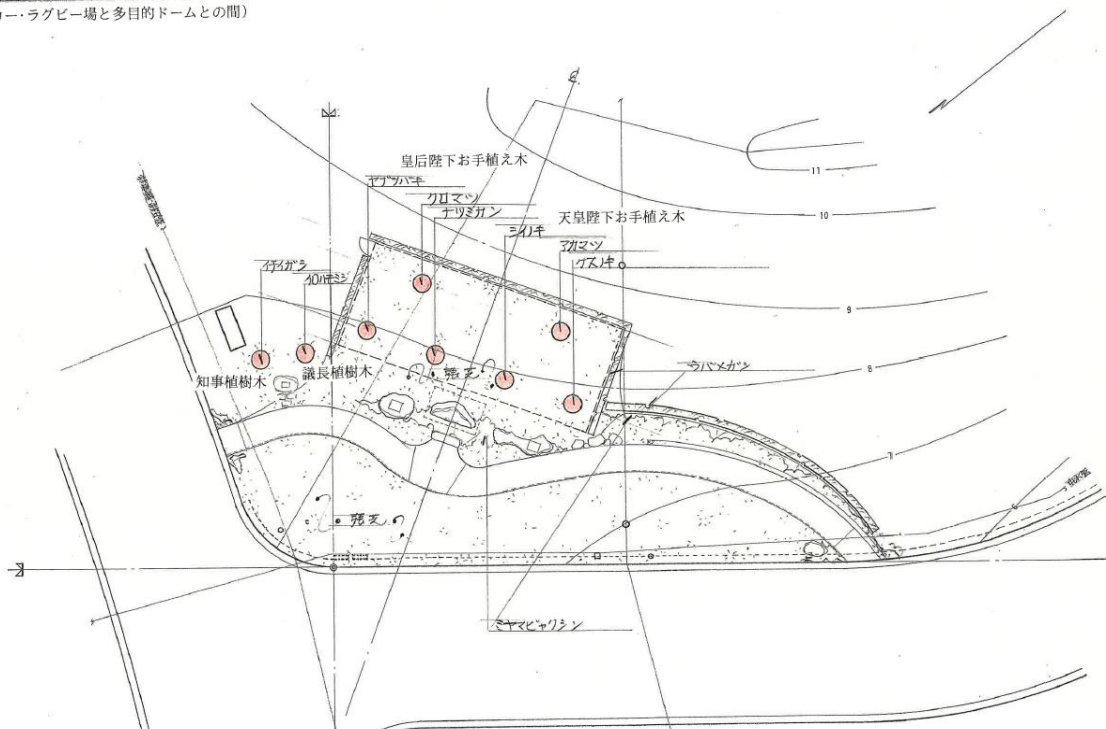 ー・ラグビー場と多目的ドームとの間)
皇后陛下お手植え木
ヤブツバキ
クロマツ
ナツミカン
天皇陛下お手植え木
シイノキ
アカマツ
クスノキ
イチイガシ
イロハモミジ
知事植樹木
議長植樹木
張芝
ウバメガシ
張芝
ミヤマビャクシン
11
10
9
8
7